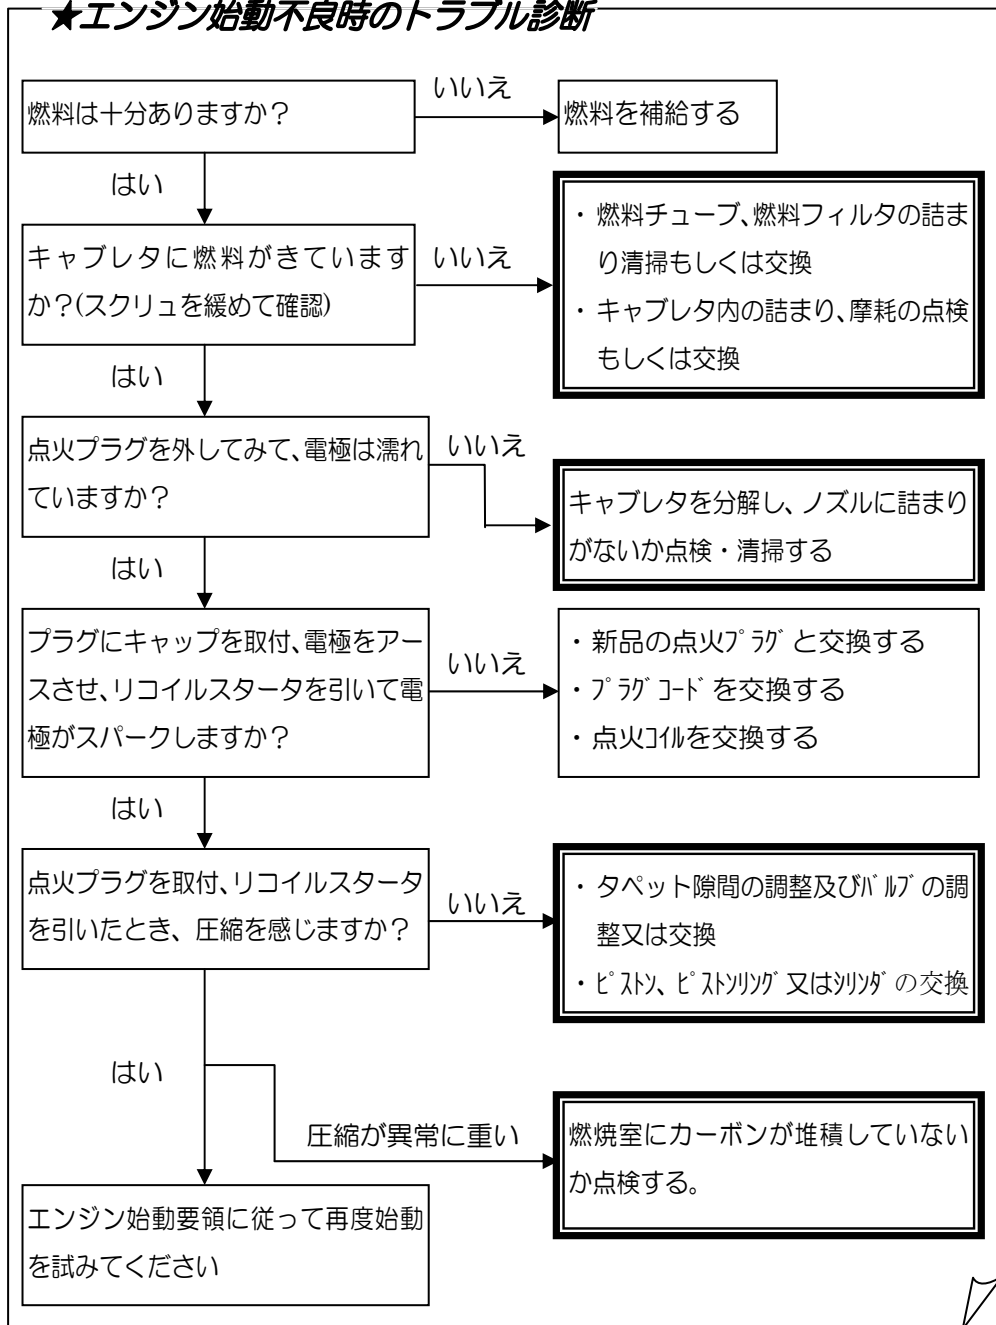 ★エンジン始動不良時のトラブル診断
燃料は十分ありますか？
いいえ
燃料を補給する
はい
キャブレタに燃料がきています
か？(スクリュを緩めて確認)
いいえ
・燃料チューブ、燃料フィルタの詰ま
り清掃もしくは交換
・キャブレタ内の詰まり、摩耗の点検
もしくは交換
はい
点火プラグを外してみて、電極は濡れ
ていますか？
いいえ
キャブレタを分解し、ノズルに詰まり
がないか点検・清掃する
はい
プラグにキャップを取付、電極をアー
スさせ、リコイルスタータを引いて電
極がスパークしますか？
いいえ
・新品の点火ﾌﾟﾗｸﾞと交換する
・ﾌﾟﾗｸﾞｺｰﾄﾞを交換する
・点火ｺｲﾙを交換する
はい
点火プラグを取付、リコイルスタータ
を引いたとき、圧縮を感じますか？
いいえ
・タペット隙間の調整及びﾊﾞﾙﾌﾞの調
整又は交換
・ﾋﾟｽﾄﾝ、ﾋﾟｽﾄﾝﾘﾝｸﾞ又はｼﾘﾝﾀﾞの交換
はい
圧縮が異常に重い
燃焼室にカーボンが堆積していない
か点検する。
エンジン始動要領に従って再度始動
を試みてください